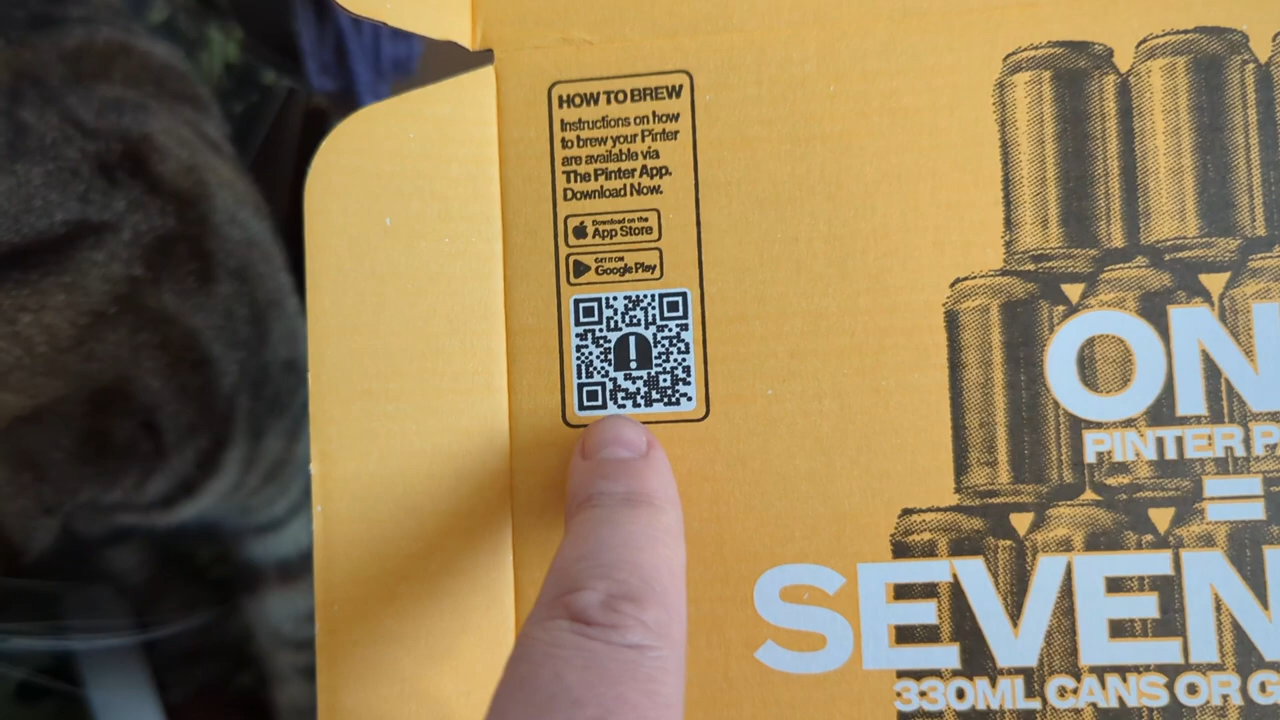 HOW TO BREW
Instructions on how
to brew your Pinter
are available via
The Pinter App.
Download Now.
Download on the
App Store
GET IT ON
Google Play
ON
PINTER P
=
SEVEN
330ML CANS OR G